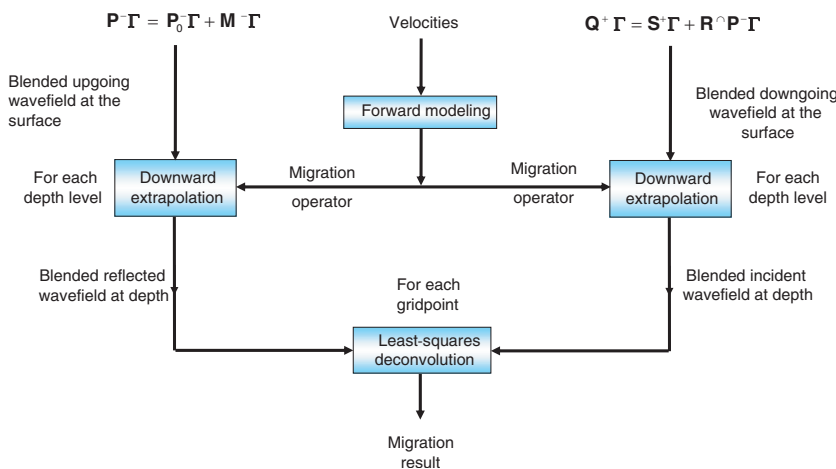 P⁻Γ = P₀⁻Γ + M⁻Γ
Velocities
Q⁺Γ = S⁺Γ + R^∩P⁻Γ
Blended upgoing
wavefield at the
surface
Forward modeling
Blended downgoing
wavefield at the
surface
For each
depth level
Downward
extrapolation
Migration
operator
Migration
operator
Downward
extrapolation
For each
depth level
Blended reflected
wavefield at depth
For each
gridpoint
Blended incident
wavefield at depth
Least-squares
deconvolution
Migration
result